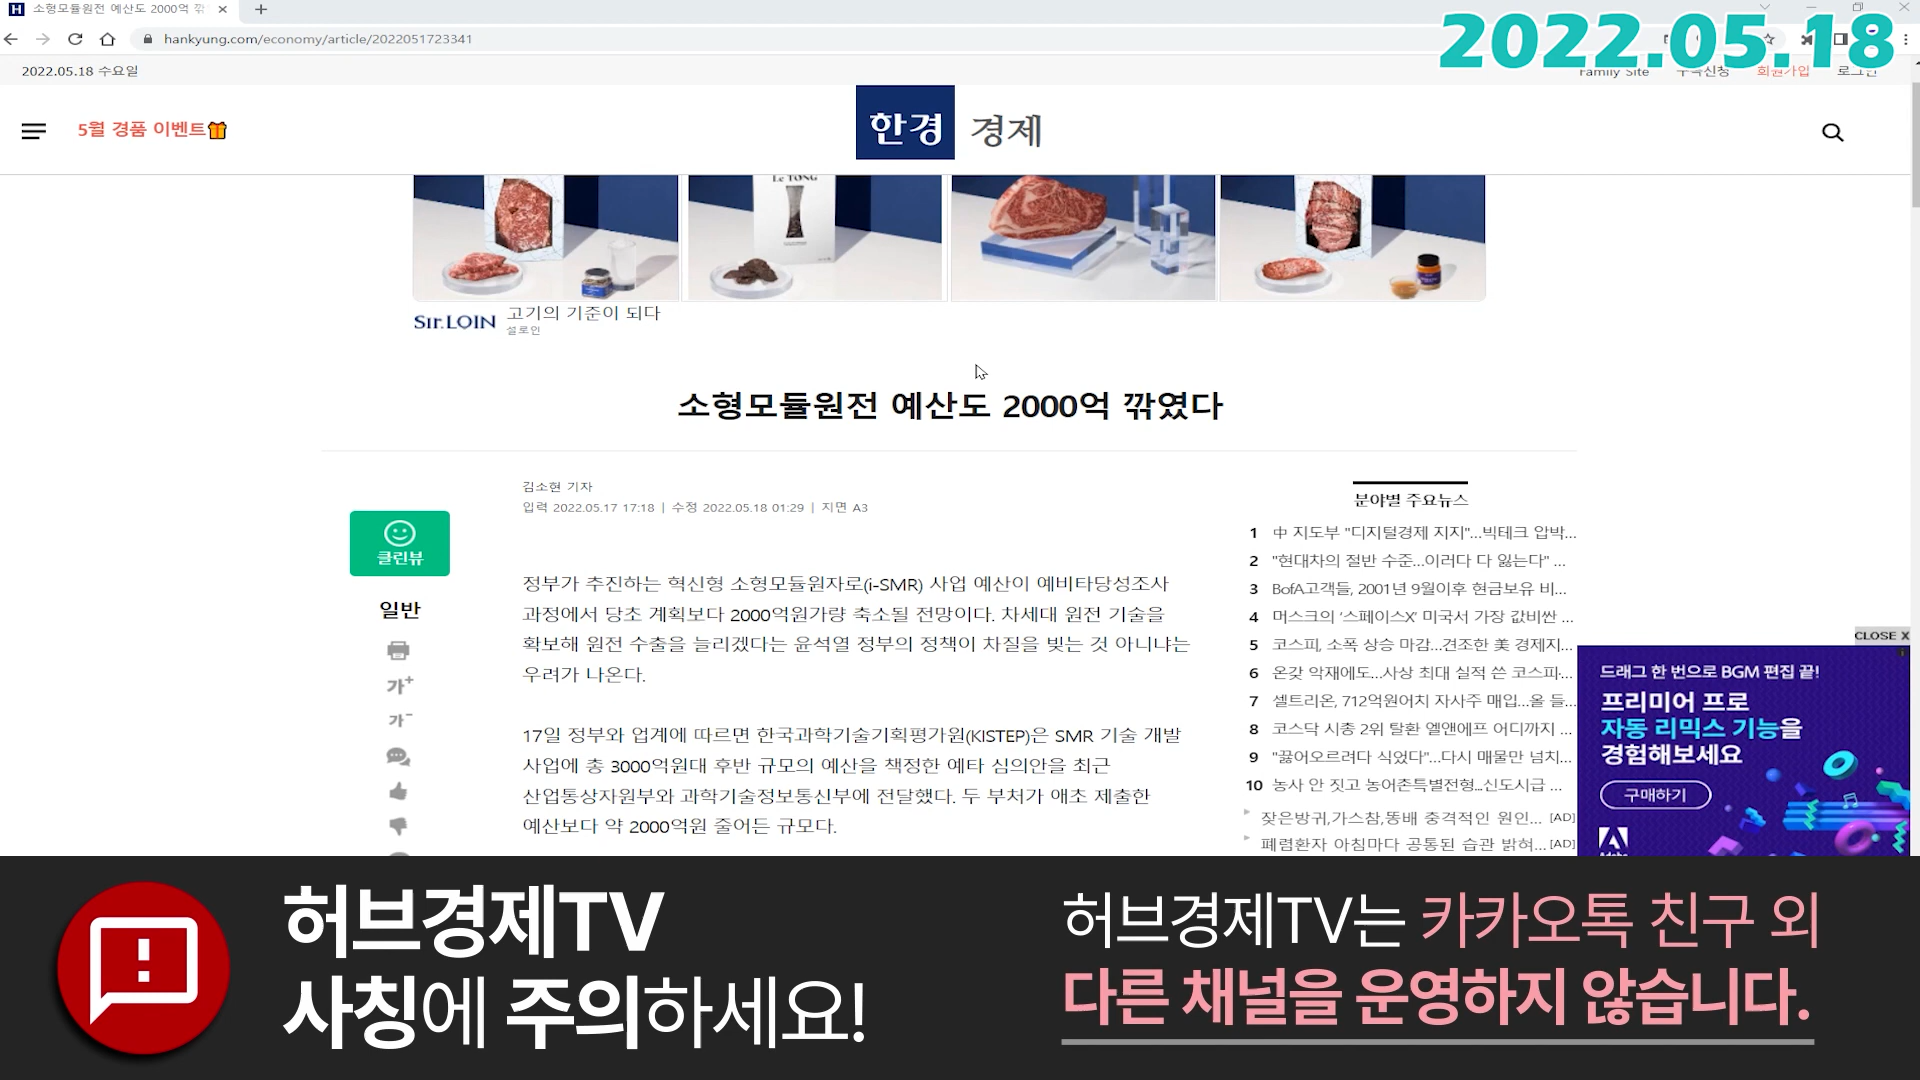 소형모듈원전 예산도 2000억 깎
hankyung.com/economy/article/2022051723341
2022.05.18
2022.05.18 수요일
Family Site 구독신청 회원가입 로그인
5월 경품 이벤트
한경 경제
Le TONG
Sir.LOIN
고기의 기준이 되다
설로인
소형모듈원전 예산도 2000억 깎였다
김소현 기자
입력 2022.05.17 17:18 | 수정 2022.05.18 01:29 | 지면 A3
클린뷰
일반
가+
가-
정부가 추진하는 혁신형 소형모듈원자로(i-SMR) 사업 예산이 예비타당성조사
과정에서 당초 계획보다 2000억원가량 축소될 전망이다. 차세대 원전 기술을
확보해 원전 수출을 늘리겠다는 윤석열 정부의 정책이 차질을 빚는 것 아니냐는
우려가 나온다.
17일 정부와 업계에 따르면 한국과학기술기획평가원(KISTEP)은 SMR 기술 개발
사업에 총 3000억원대 후반 규모의 예산을 책정한 예타 심의안을 최근
산업통상자원부와 과학기술정보통신부에 전달했다. 두 부처가 애초 제출한
예산보다 약 2000억원 줄어든 규모다.
분야별 주요뉴스
1 中 지도부 "디지털경제 지지"...빅테크 압박...
2 "현대차의 절반 수준...이러다 다 잃는다" ...
3 BofA고객들, 2001년 9월이후 현금보유 비...
4 머스크의 '스페이스X' 미국서 가장 값비싼 ...
5 코스피, 소폭 상승 마감...견조한 美 경제지...
6 온갖 악재에도...사상 최대 실적 쓴 코스피...
7 셀트리온, 712억원어치 자사주 매입...올 들...
8 코스닥 시총 2위 탈환 엘앤에프 어디까지 ...
9 "끓어오르려다 식었다"...다시 매물만 넘치...
10 농사 안 짓고 농어촌특별전형...신도시급 ...
잦은방귀,가스참,똥배 충격적인 원인... [AD]
폐렴환자 아침마다 공통된 습관 밝혀... [AD]
CLOSE X
드래그 한 번으로 BGM 편집 끝!
프리미어 프로
자동 리믹스 기능을
경험해보세요
구매하기
허브경제TV
사칭에 주의하세요!
허브경제TV는 카카오톡 친구 외
다른 채널을 운영하지 않습니다.